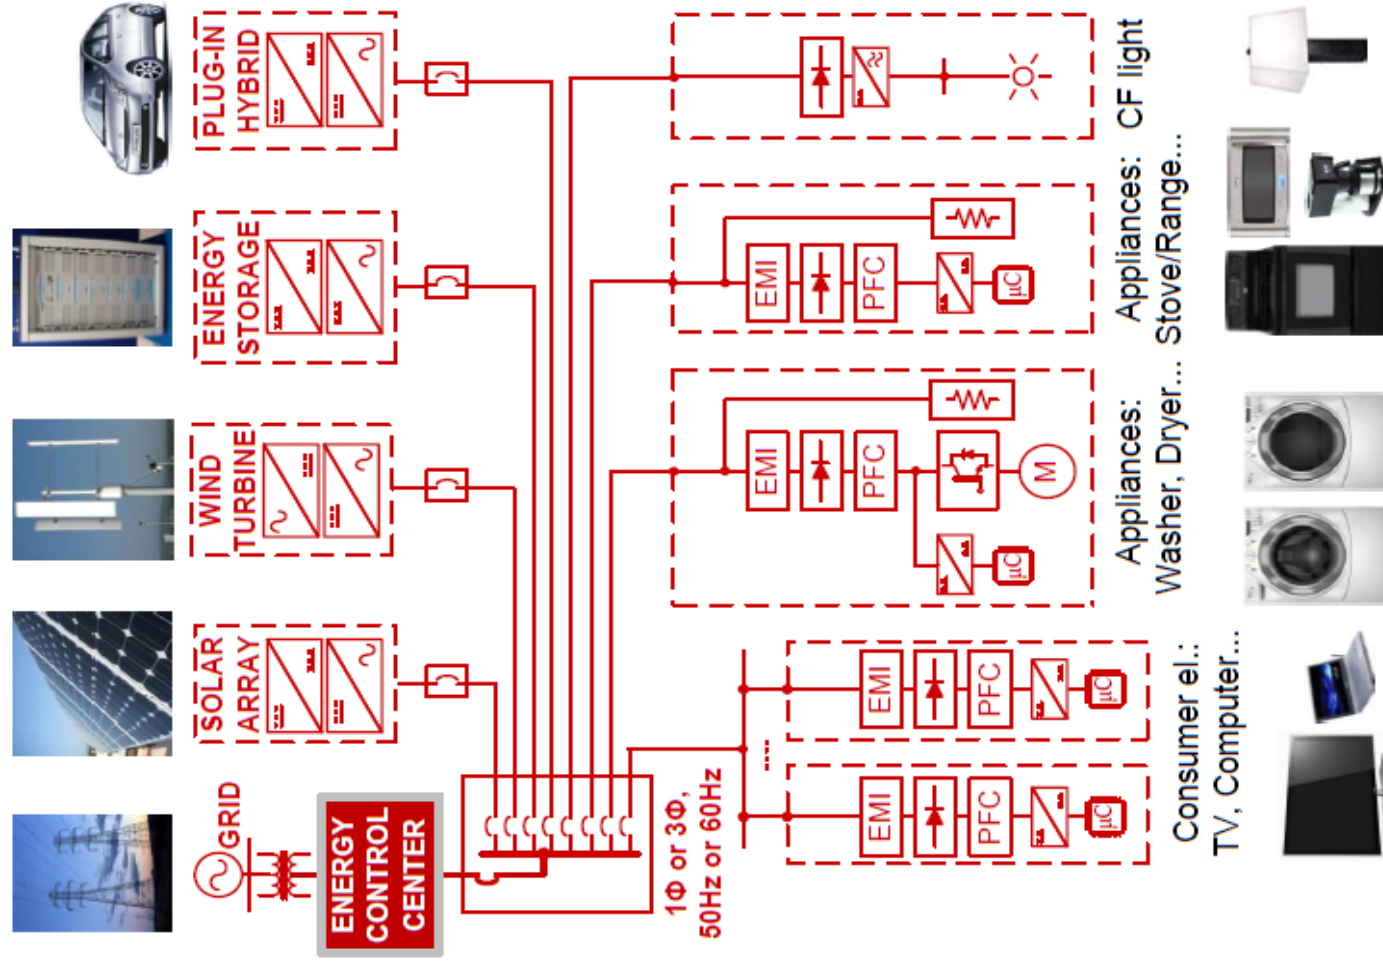 GRID
ENERGY
CONTROL
CENTER
1Φ or 3Φ,
50Hz or 60Hz
SOLAR
ARRAY
WIND
TURBINE
ENERGY
STORAGE
PLUG-IN
HYBRID
EMI
PFC
µC
EMI
PFC
µC
Consumer el.:
TV, Computer...
EMI
PFC
µC
M
Appliances:
Washer, Dryer...
EMI
PFC
µC
Appliances:
Stove/Range...
CF light